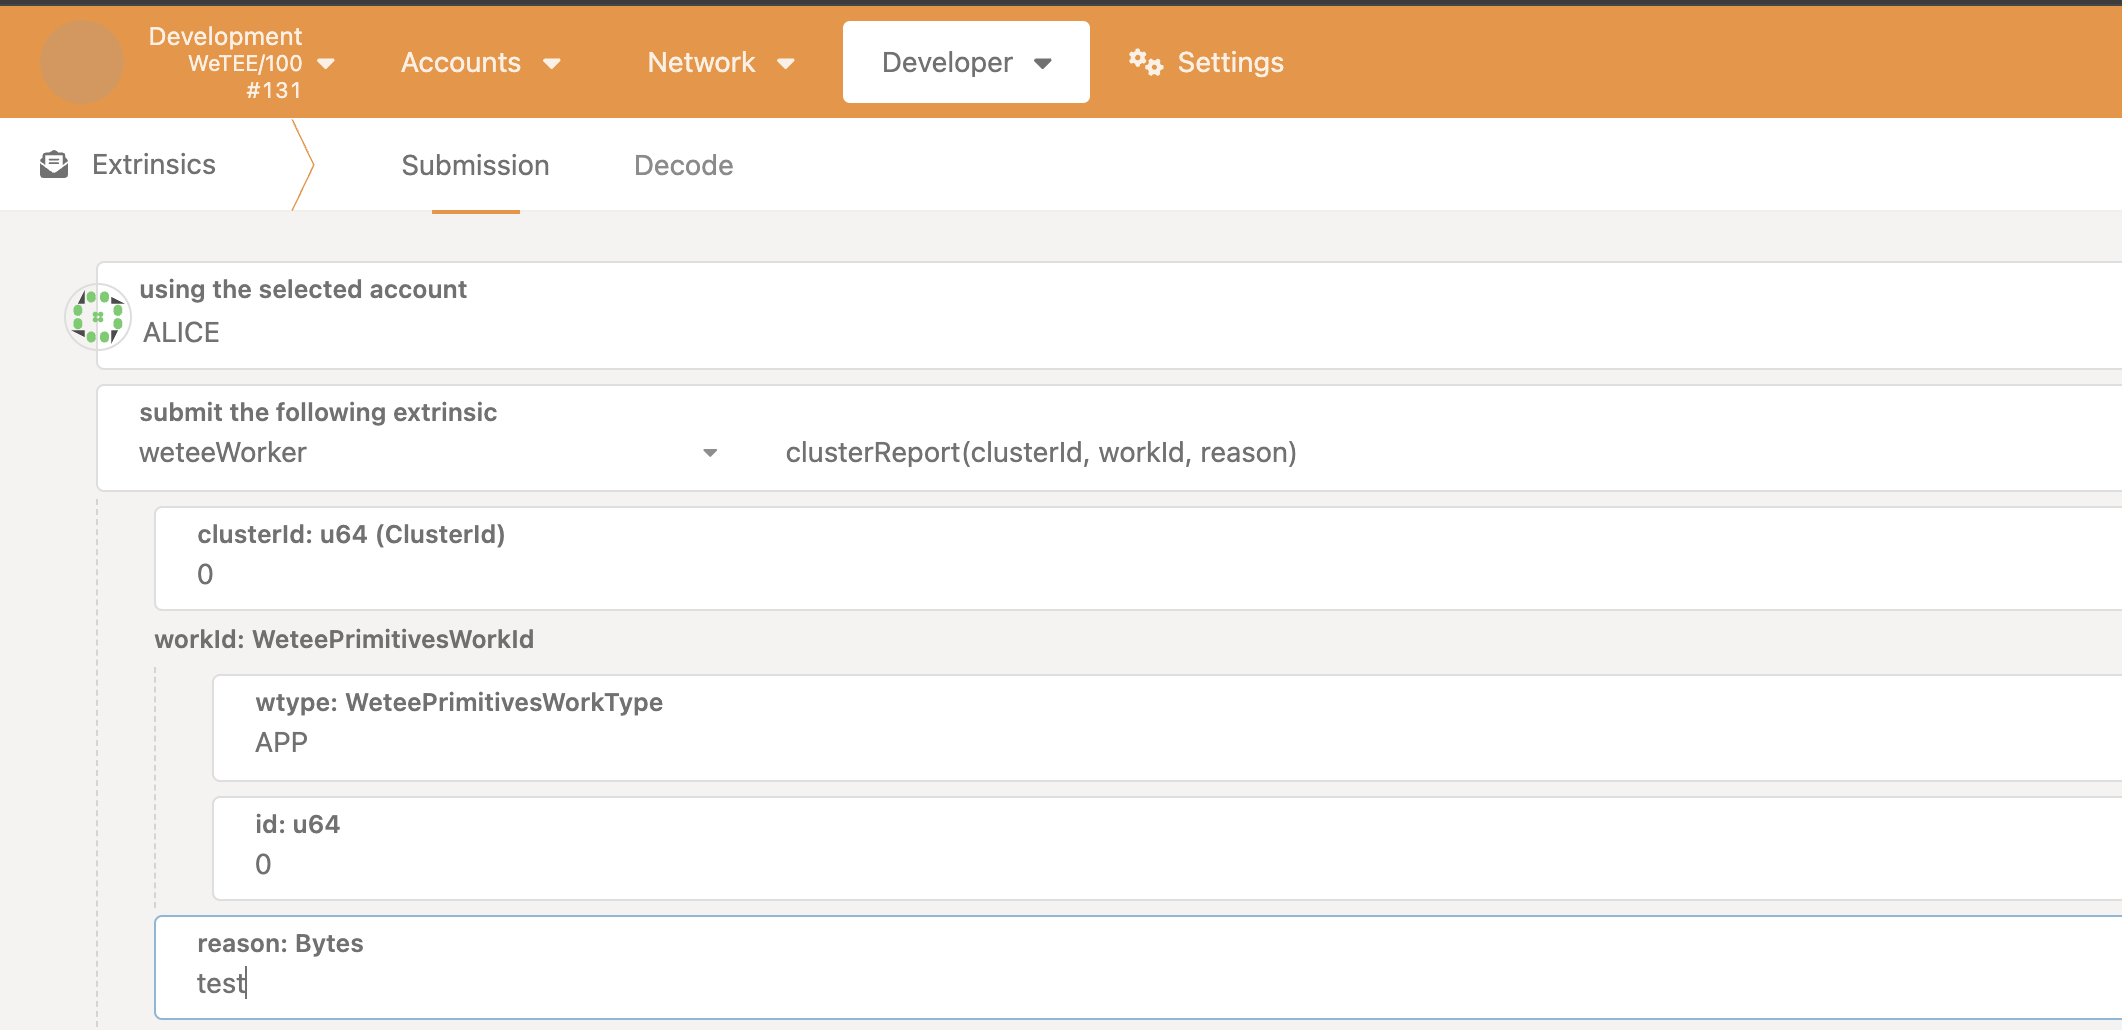 Development
WeTEE/100
#131
Accounts
Network
Developer
Settings
Extrinsics
Submission
Decode
using the selected account
ALICE
submit the following extrinsic
weteeWorker
clusterReport(clusterId, workId, reason)
clusterId: u64 (ClusterId)
0
workId: WeteePrimitivesWorkId
wtype: WeteePrimitivesWorkType
APP
id: u64
0
reason: Bytes
test